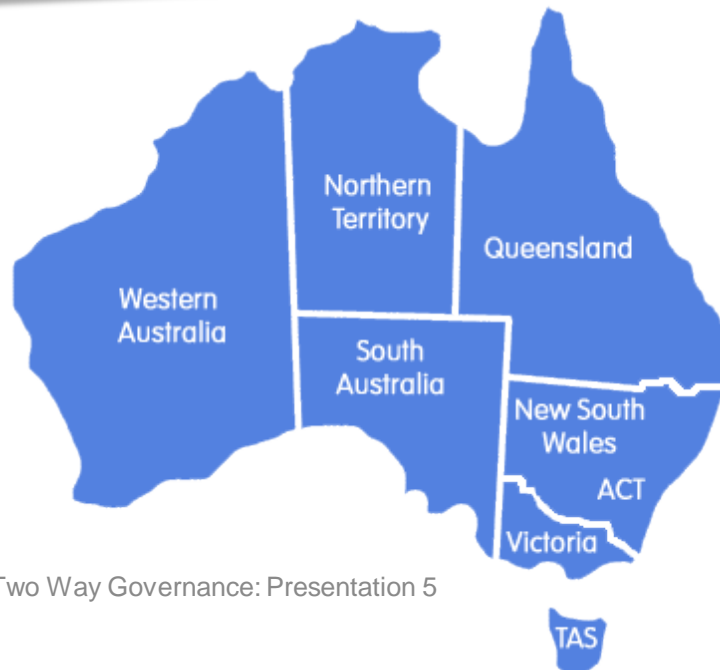 Northern
Territory
Queensland
Western
Australia
South
Australia
New South
Wales
ACT
Victoria
Two Way Governance: Presentation 5
TAS